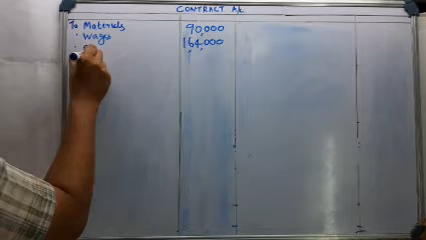 CONTRACT A/c
To Materials 90,000
" Wages 164,000